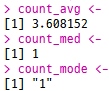 > count_avg <-
[1] 3.608152
> count_med <-
[1] 1
> count_mode <-
[1] "1"